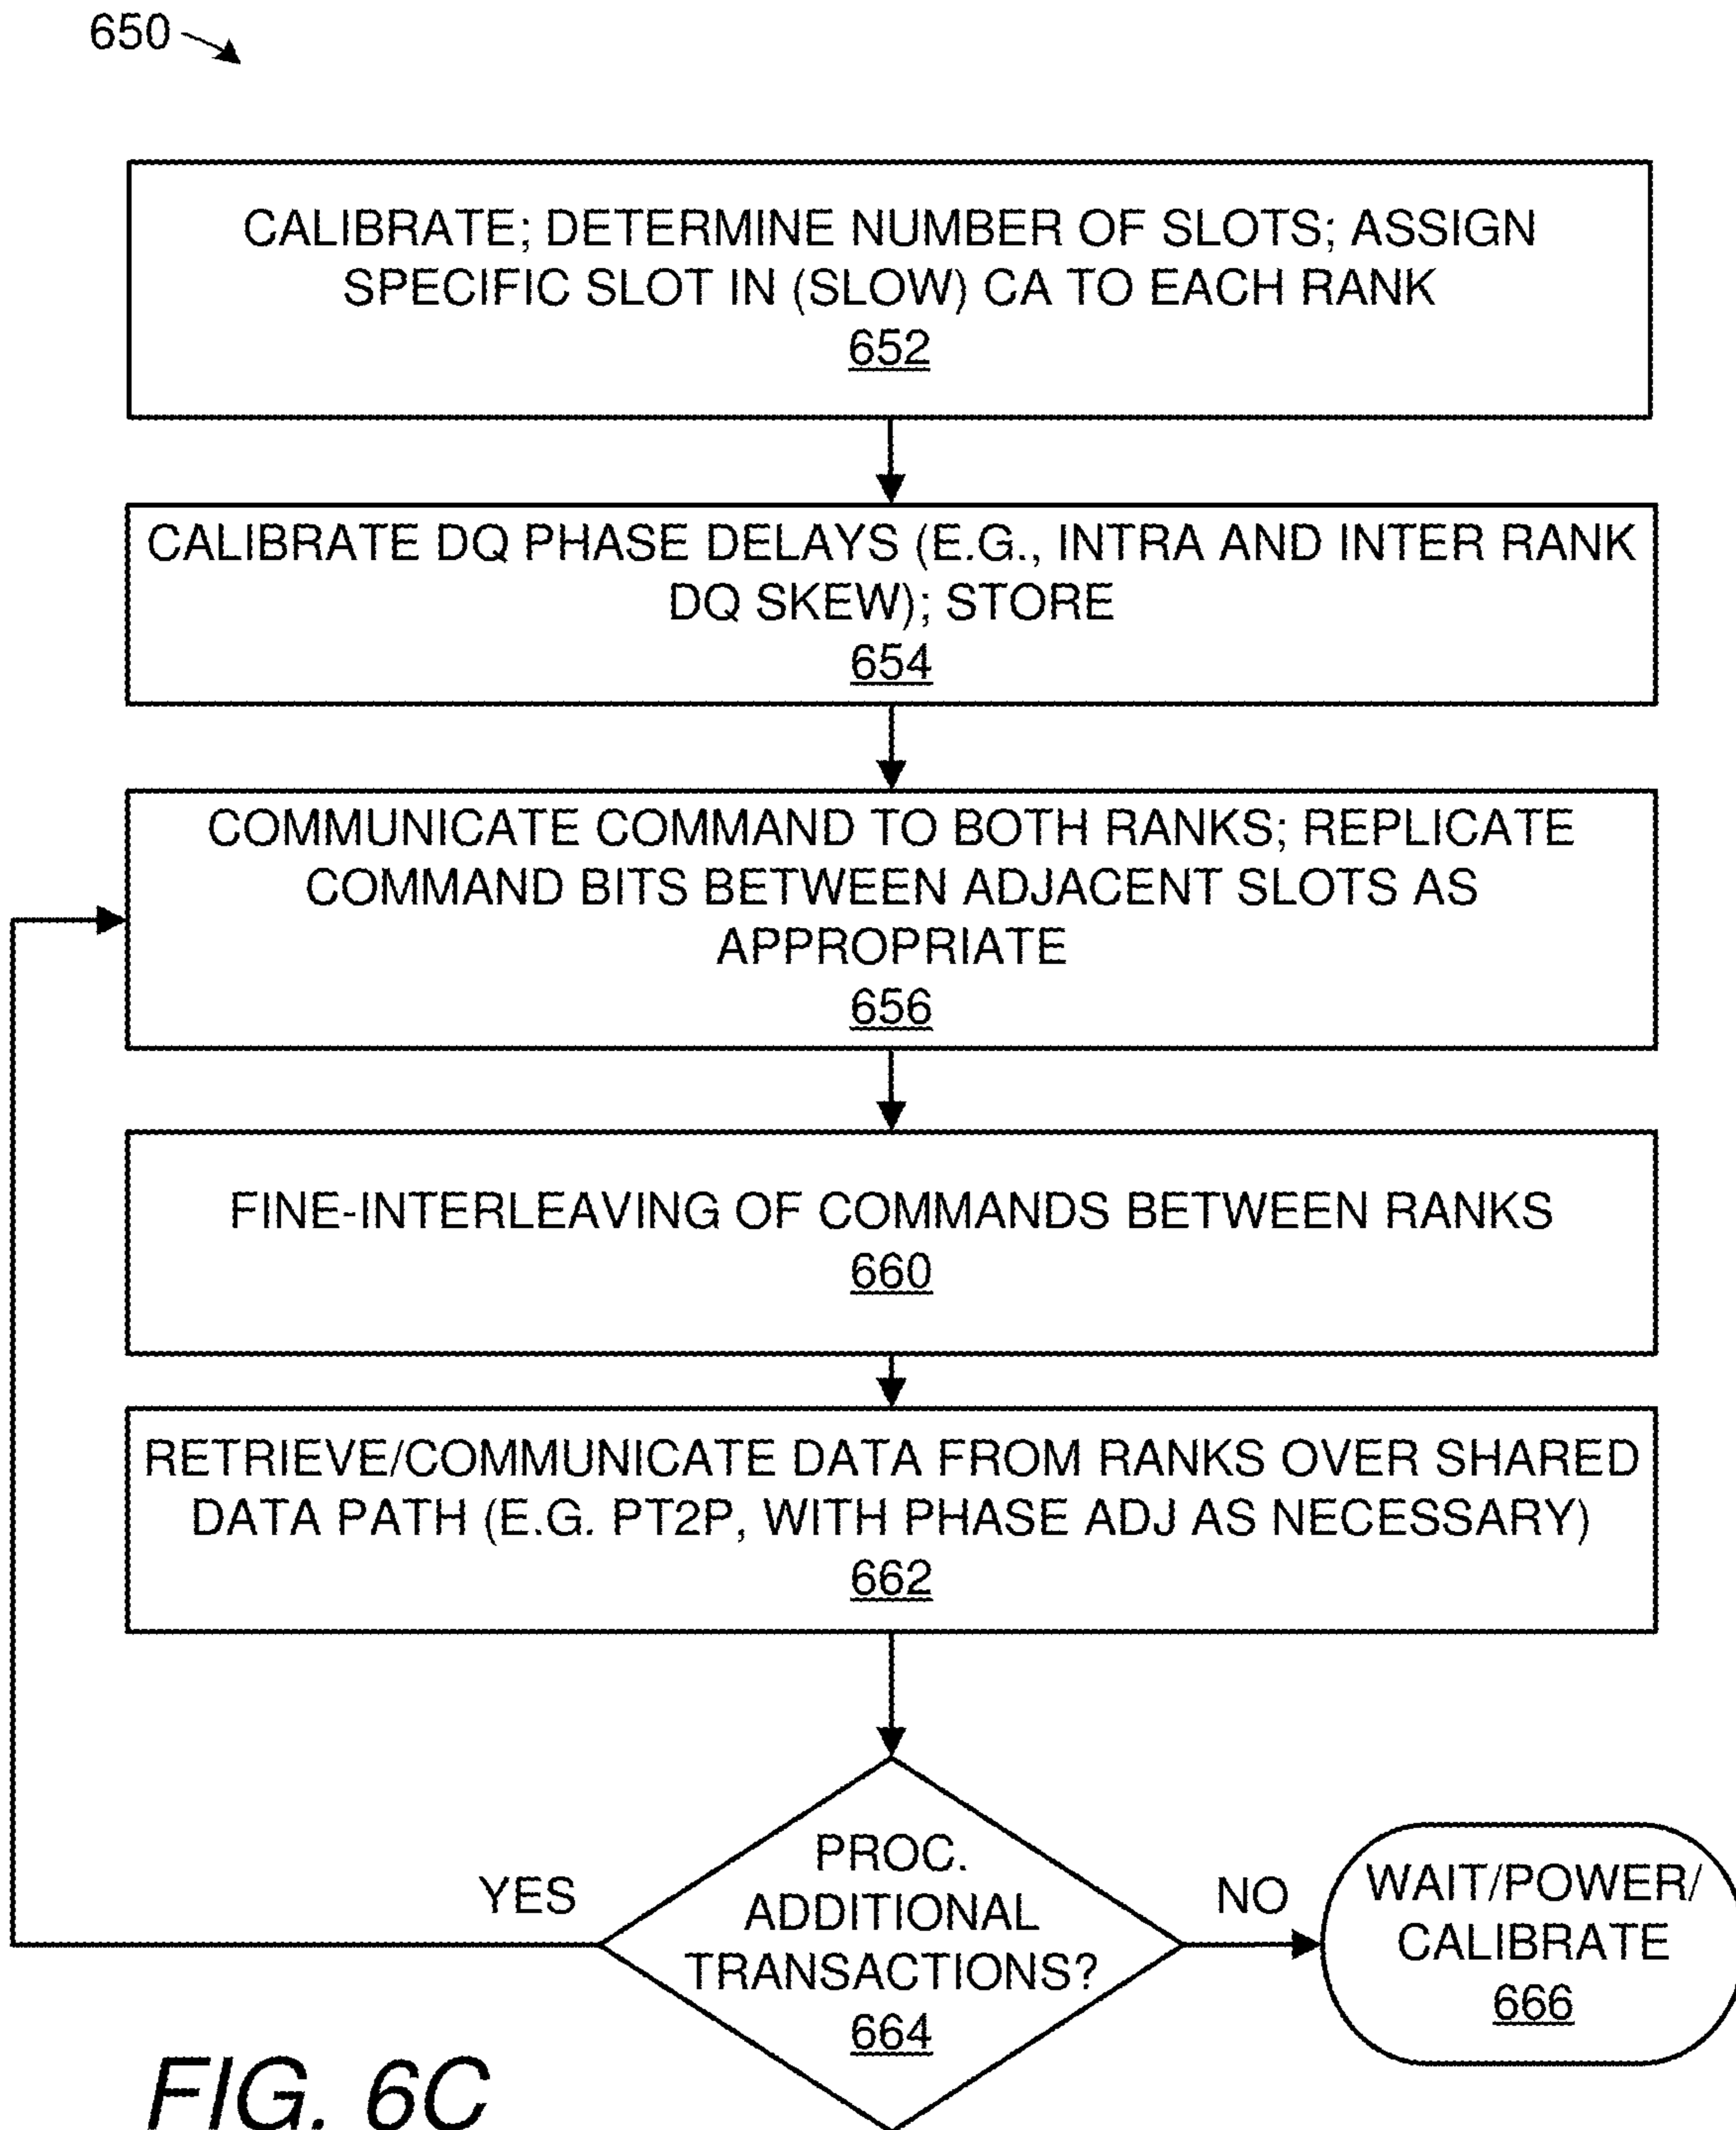 650
CALIBRATE; DETERMINE NUMBER OF SLOTS; ASSIGN
SPECIFIC SLOT IN (SLOW) CA TO EACH RANK
652
CALIBRATE DQ PHASE DELAYS (E.G., INTRA AND INTER RANK
DQ SKEW); STORE
654
COMMUNICATE COMMAND TO BOTH RANKS; REPLICATE
COMMAND BITS BETWEEN ADJACENT SLOTS AS
APPROPRIATE
656
FINE-INTERLEAVING OF COMMANDS BETWEEN RANKS
660
RETRIEVE/COMMUNICATE DATA FROM RANKS OVER SHARED
DATA PATH (E.G. PT2P, WITH PHASE ADJ AS NECESSARY)
662
YES
PROC.
ADDITIONAL
TRANSACTIONS?
664
NO
WAIT/POWER/
CALIBRATE
666
FIG. 6C